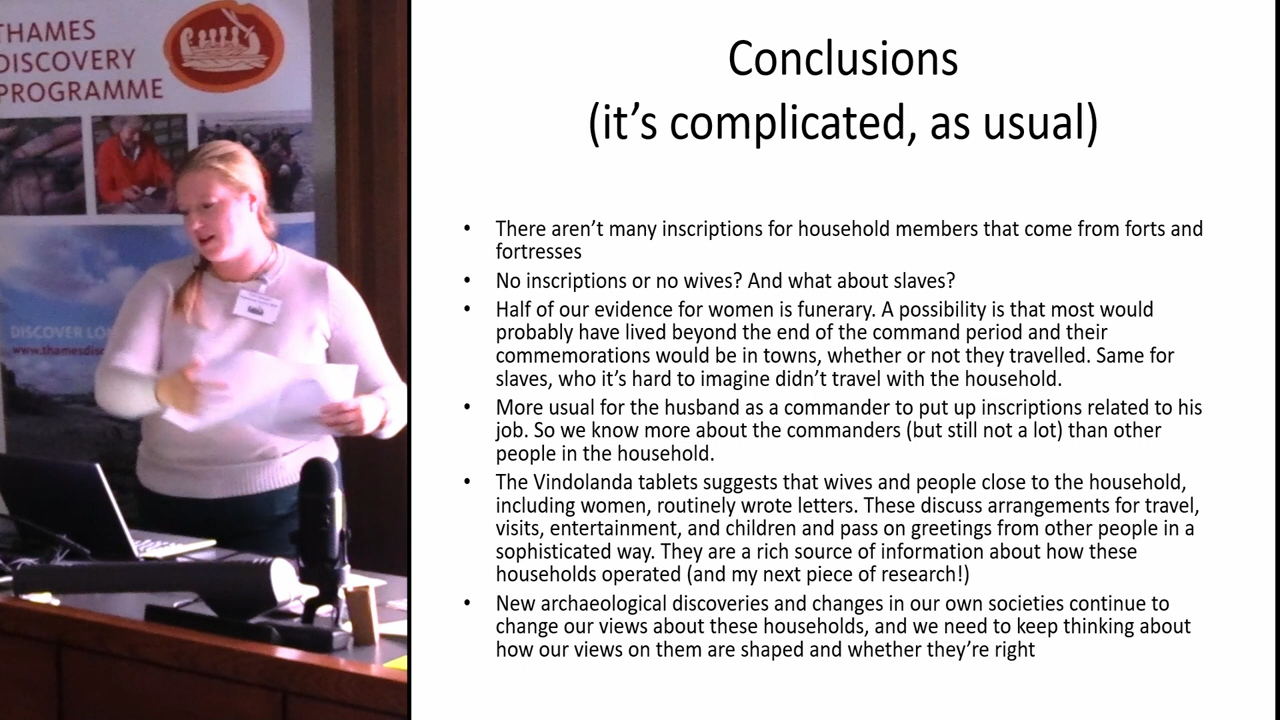 THAMES
DISCOVERY
PROGRAMME
DISCOVER LON
www.thamesdisc
Conclusions
(it's complicated, as usual)
• There aren't many inscriptions for household members that come from forts and
fortresses
• No inscriptions or no wives? And what about slaves?
• Half of our evidence for women is funerary. A possibility is that most would
probably have lived beyond the end of the command period and their
commemorations would be in towns, whether or not they travelled. Same for
slaves, who it's hard to imagine didn't travel with the household.
• More usual for the husband as a commander to put up inscriptions related to his
job. So we know more about the commanders (but still not a lot) than other
people in the household.
• The Vindolanda tablets suggests that wives and people close to the household,
including women, routinely wrote letters. These discuss arrangements for travel,
visits, entertainment, and children and pass on greetings from other people in a
sophisticated way. They are a rich source of information about how these
households operated (and my next piece of research!)
• New archaeological discoveries and changes in our own societies continue to
change our views about these households, and we need to keep thinking about
how our views on them are shaped and whether they're right